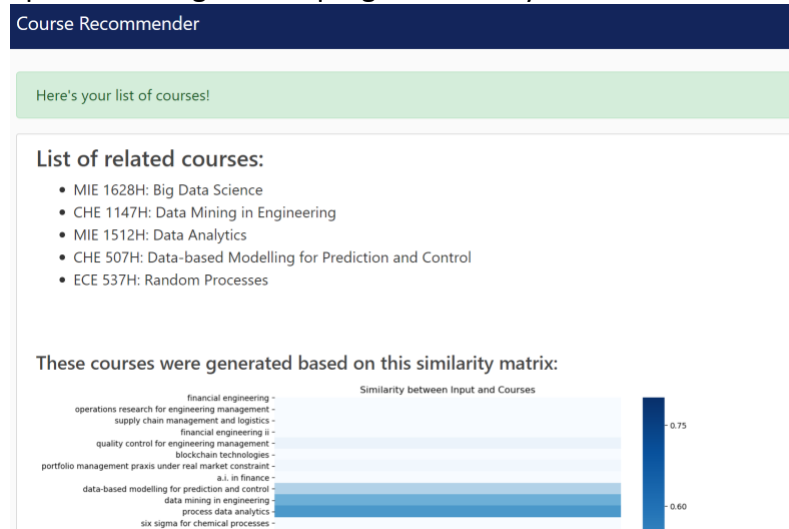 Course Recommender
Here's your list of courses!
List of related courses:
• MIE 1628H: Big Data Science
• CHE 1147H: Data Mining in Engineering
• MIE 1512H: Data Analytics
• CHE 507H: Data-based Modelling for Prediction and Control
• ECE 537H: Random Processes
These courses were generated based on this similarity matrix:
Similarity between Input and Courses
financial engineering
operations research for engineering management
supply chain management and logistics
financial engineering ii
quality control for engineering management
blockchain technologies
portfolio management praxis under real market constraint
a.i. in finance
data-based modelling for prediction and control
data mining in engineering
process data analytics
six sigma for chemical processes
0.75
0.60